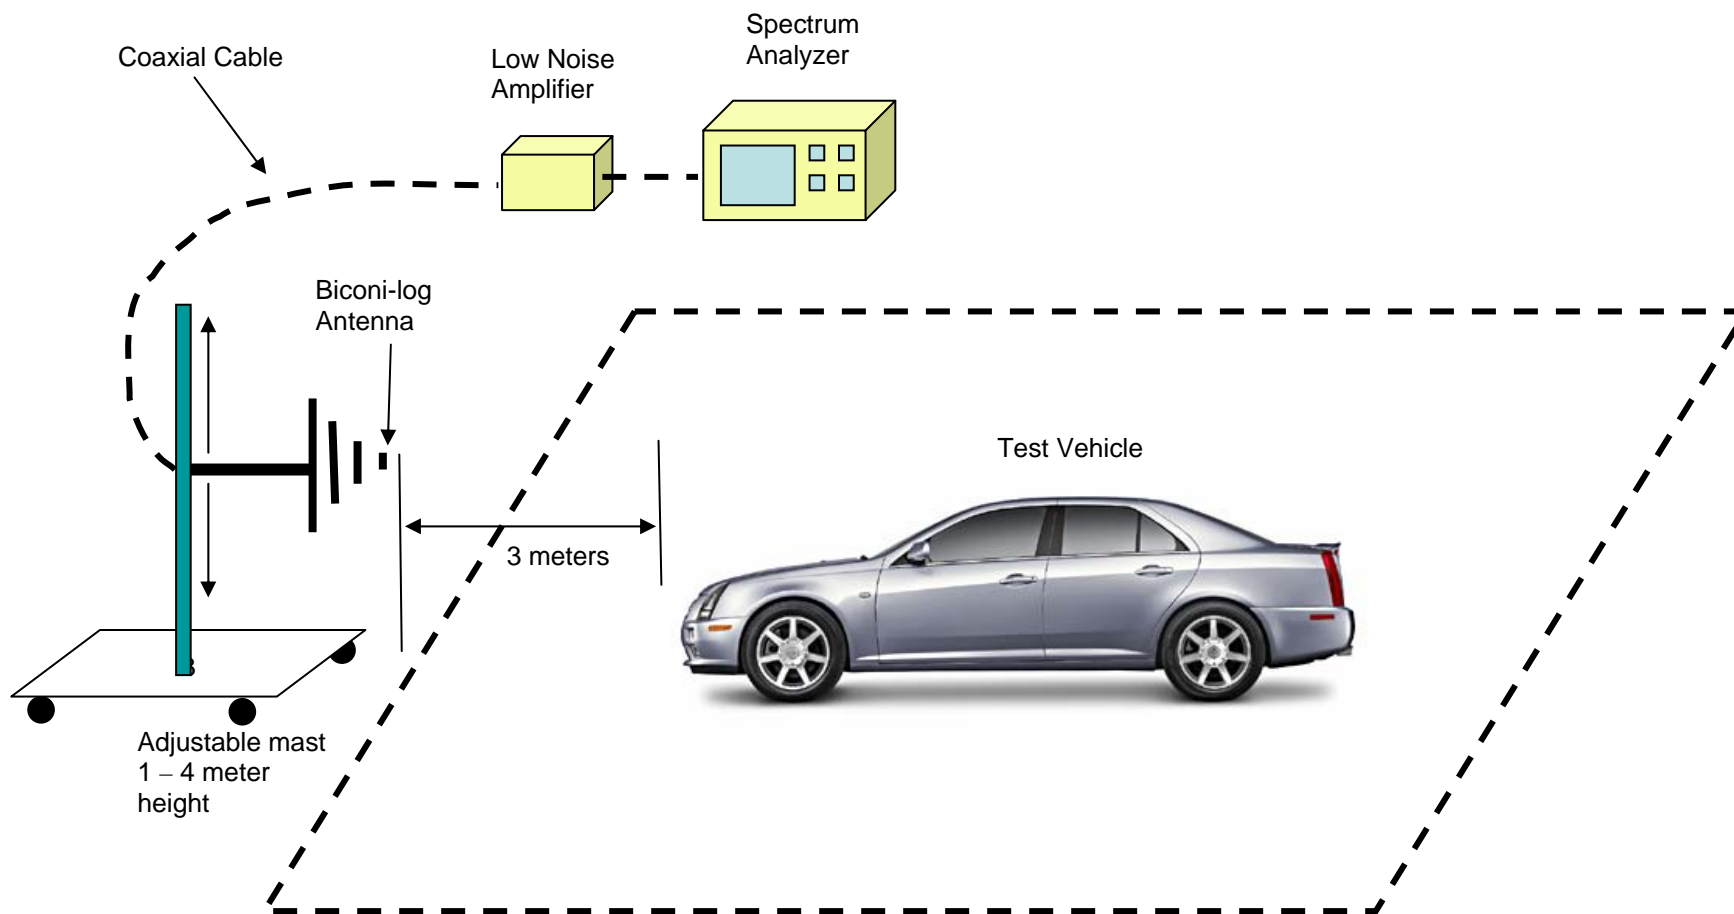 Spectrum
Analyzer
Coaxial Cable
Low Noise
Amplifier
Biconi-log
Antenna
Test Vehicle
3 meters
Adjustable mast
1 – 4 meter
height